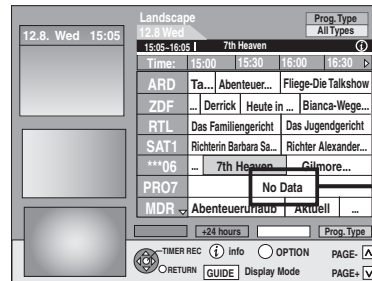 Landscape Prog. Type
12.8 Wed All Types
12.8. Wed 15:05
15:05~16:05 7th Heaven
Time: 15:00 15:30 16:00 16:30
ARD Ta... Abenteuer... Fliege-Die Talkshow
ZDF ... Derrick Heute in ... Bianca-Wege...
RTL Das Familiengericht Das Jugendgericht
SAT1 Richterin Barbara Sa... Richter Alexander...
***06 ... 7th Heaven Gilmore...
PRO7 No Data
MDR Abenteuerurlaub Aktuell ...
+24 hours Prog. Type
TIMER REC i info OPTION PAGE-
RETURN GUIDE Display Mode PAGE+